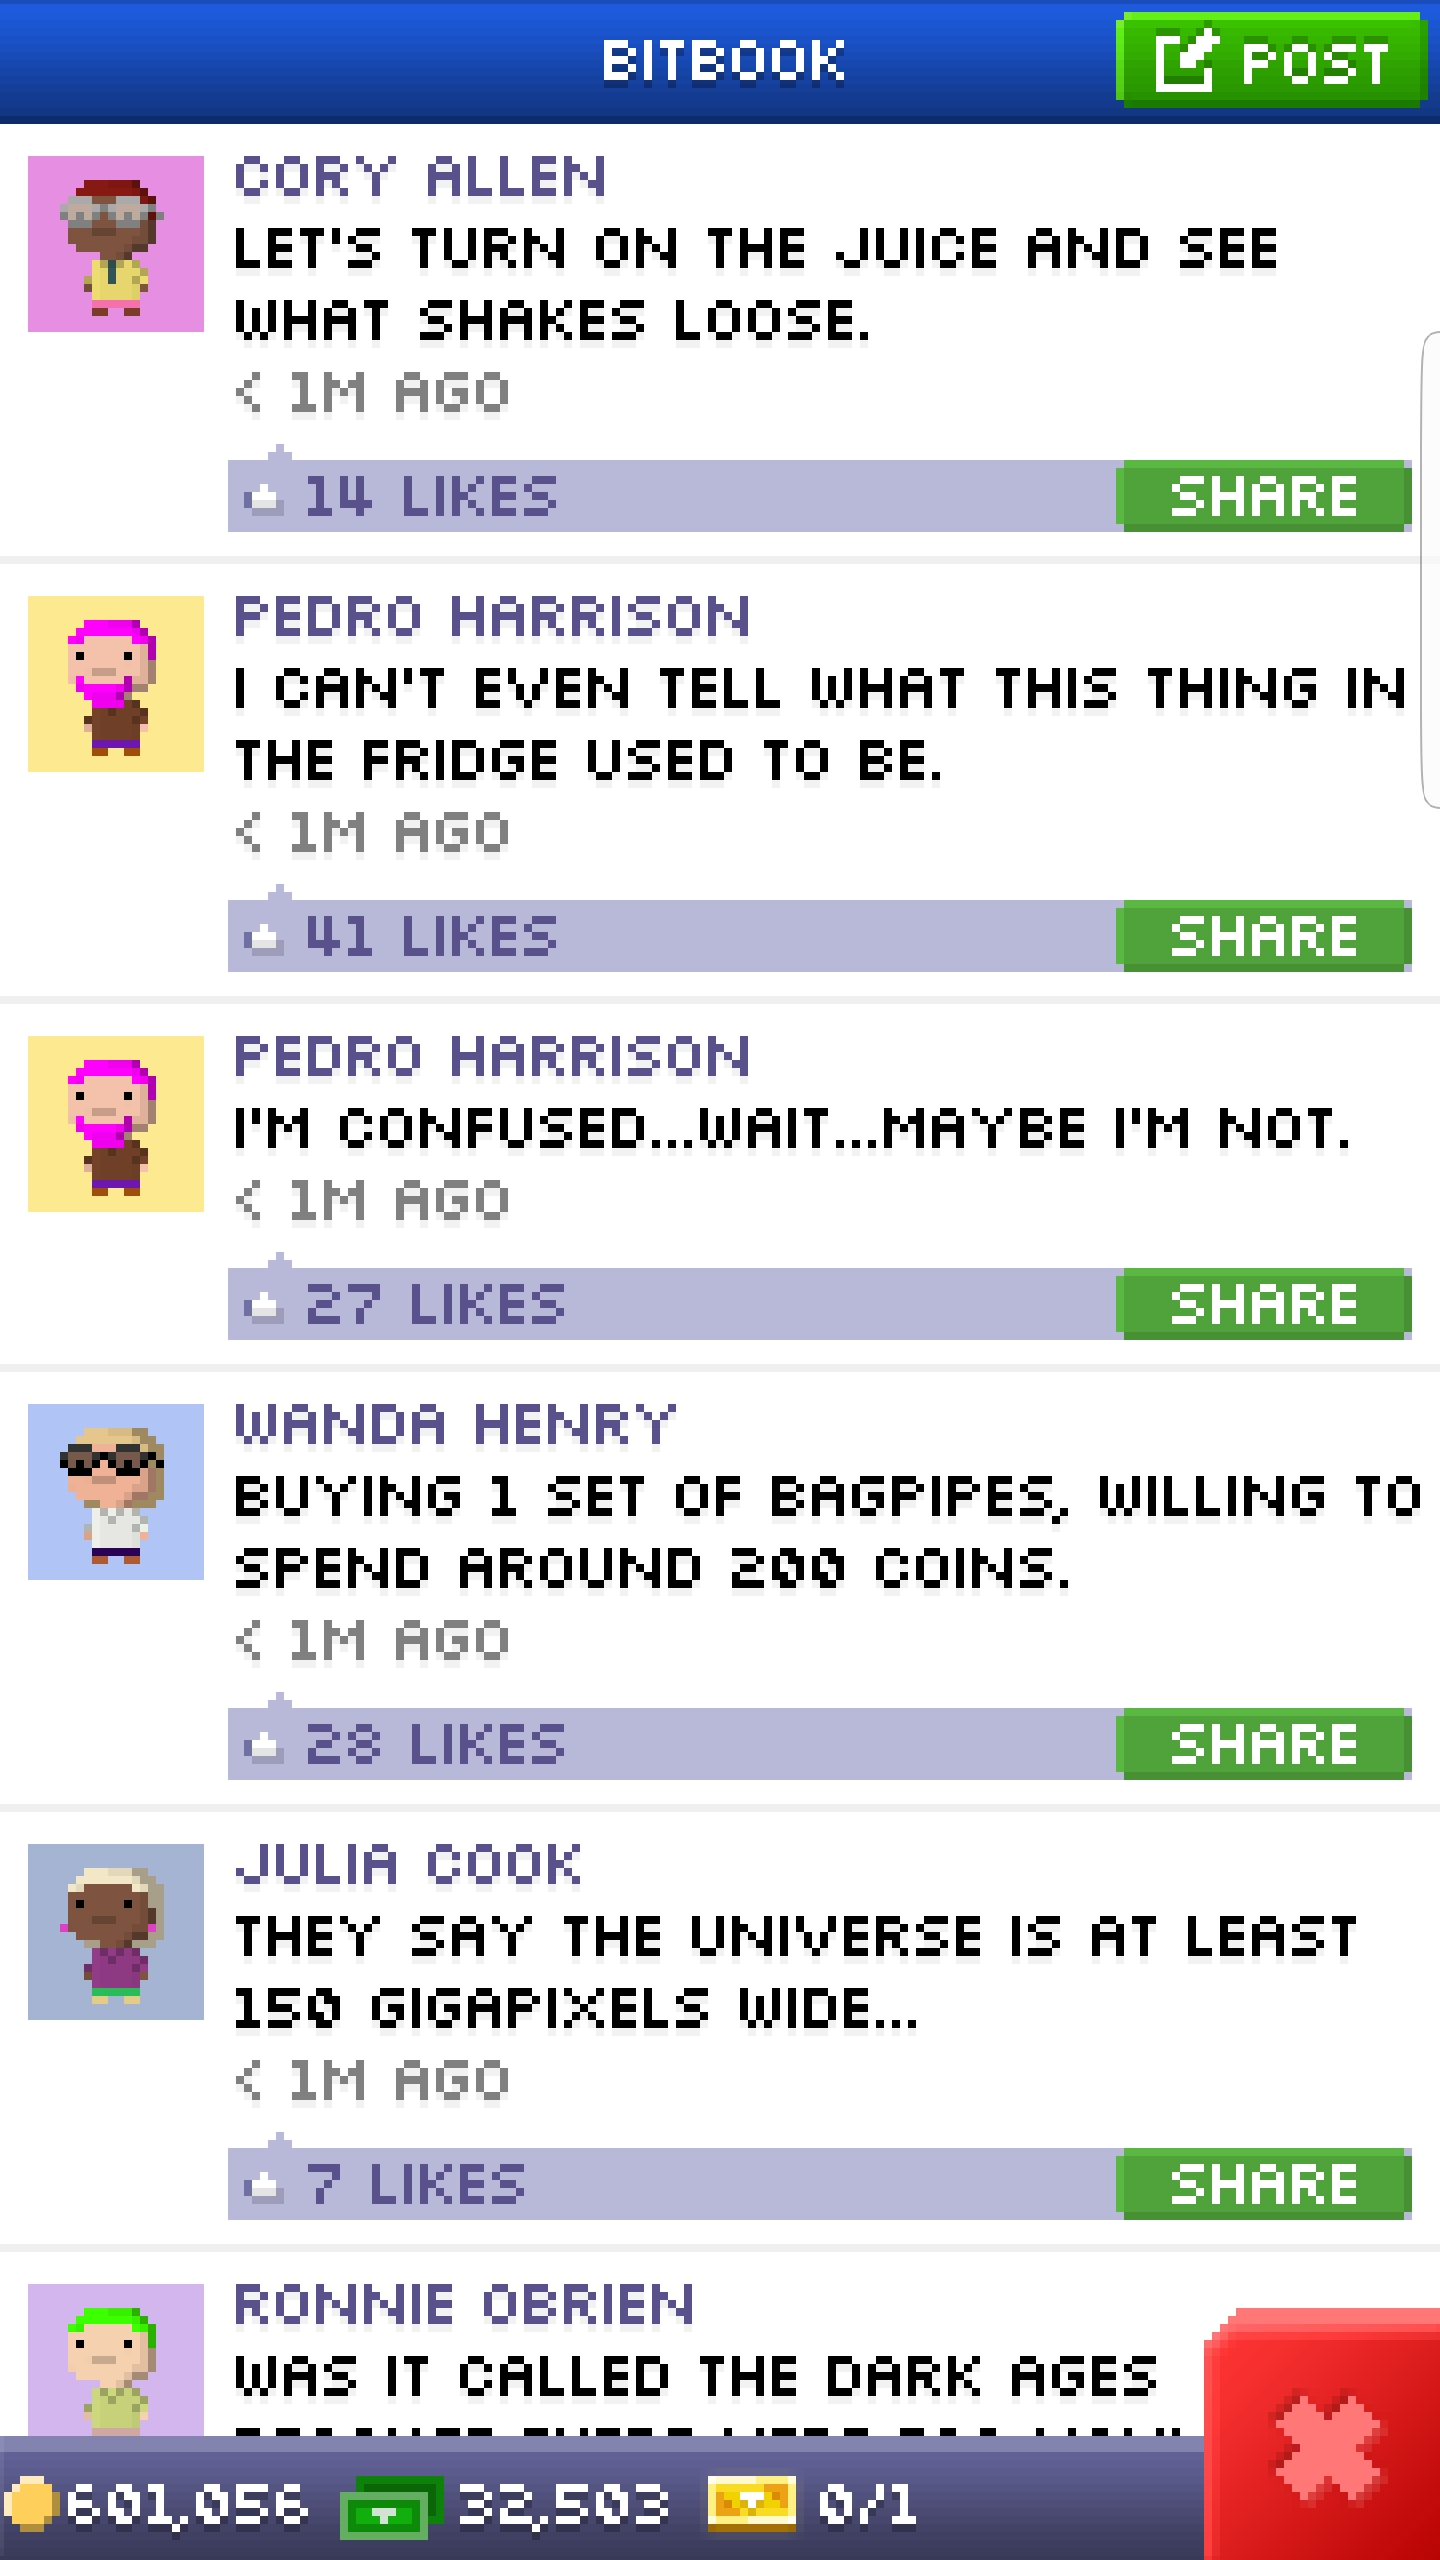 BITBOOK
POST
CORY ALLEN
LET'S TURN ON THE JUICE AND SEE
WHAT SHAKES LOOSE.
< 1M AGO
14 LIKES
SHARE
PEDRO HARRISON
I CAN'T EVEN TELL WHAT THIS THING IN
THE FRIDGE USED TO BE.
< 1M AGO
41 LIKES
SHARE
PEDRO HARRISON
I'M CONFUSED...WAIT...MAYBE I'M NOT.
< 1M AGO
27 LIKES
SHARE
WANDA HENRY
BUYING 1 SET OF BAGPIPES, WILLING TO
SPEND AROUND 200 COINS.
< 1M AGO
28 LIKES
SHARE
JULIA COOK
THEY SAY THE UNIVERSE IS AT LEAST
150 GIGAPIXELS WIDE...
< 1M AGO
7 LIKES
SHARE
RONNIE OBRIEN
WAS IT CALLED THE DARK AGES
601,056
32,503
0/1